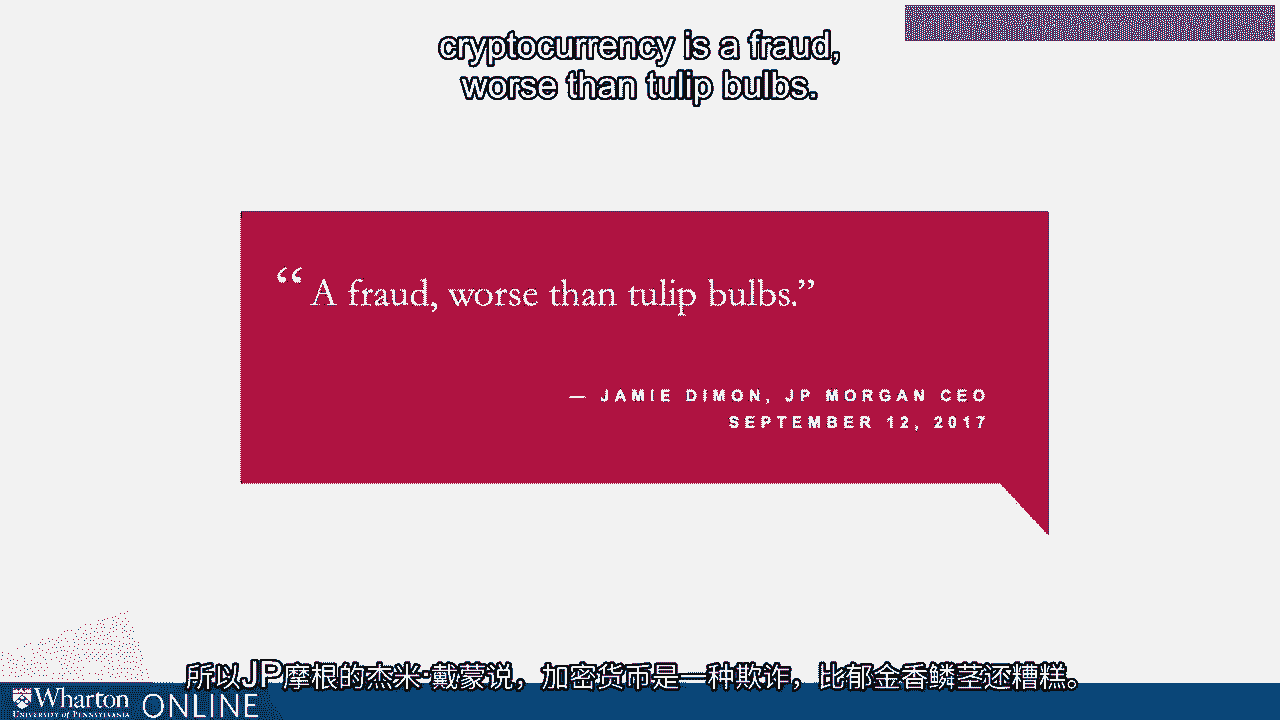 cryptocurrency is a fraud,
worse than tulip bulbs.
“A fraud, worse than tulip bulbs.”
— JAMIE DIMON, JP MORGAN CEO
SEPTEMBER 12, 2017
所以JP摩根的杰米·戴蒙说，加密货币是一种欺诈，比郁金香鳞茎还糟糕。
Wharton
UNIVERSITY of PENNSYLVANIA
ONLINE